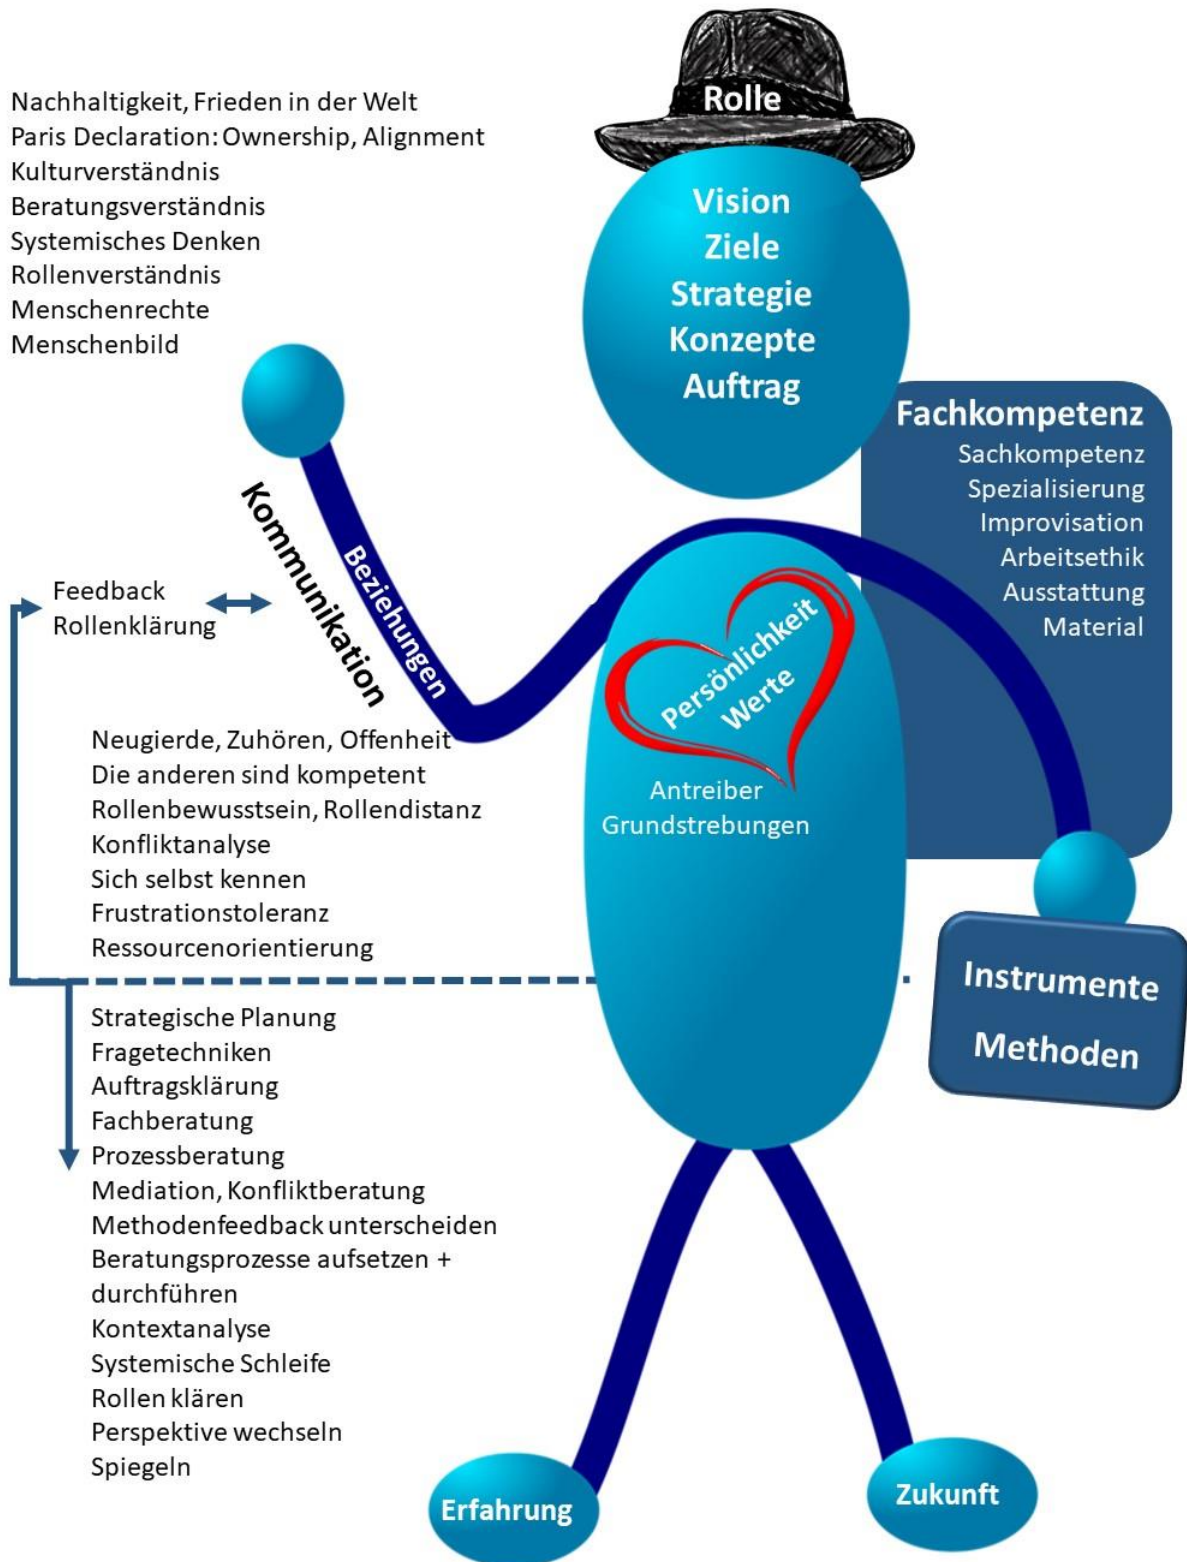 Rolle
Nachhaltigkeit, Frieden in der Welt
Paris Declaration: Ownership, Alignment
Kulturverständnis
Beratungsverständnis
Systemisches Denken
Rollenverständnis
Menschenrechte
Menschenbild
Vision
Ziele
Strategie
Konzepte
Auftrag
Fachkompetenz
Sachkompetenz
Spezialisierung
Improvisation
Arbeitsethik
Ausstattung
Material
Kommunikation
Beziehungen
Feedback
Rollenklärung
Persönlichkeit
Werte
Antreiber
Grundstrebungen
Neugierde, Zuhören, Offenheit
Die anderen sind kompetent
Rollenbewusstsein, Rollendistanz
Konfliktanalyse
Sich selbst kennen
Frustrationstoleranz
Ressourcenorientierung
Instrumente
Methoden
Strategische Planung
Fragetechniken
Auftragsklärung
Fachberatung
Prozessberatung
Mediation, Konfliktberatung
Methodenfeedback unterscheiden
Beratungsprozesse aufsetzen +
durchführen
Kontextanalyse
Systemische Schleife
Rollen klären
Perspektive wechseln
Spiegeln
Erfahrung
Zukunft